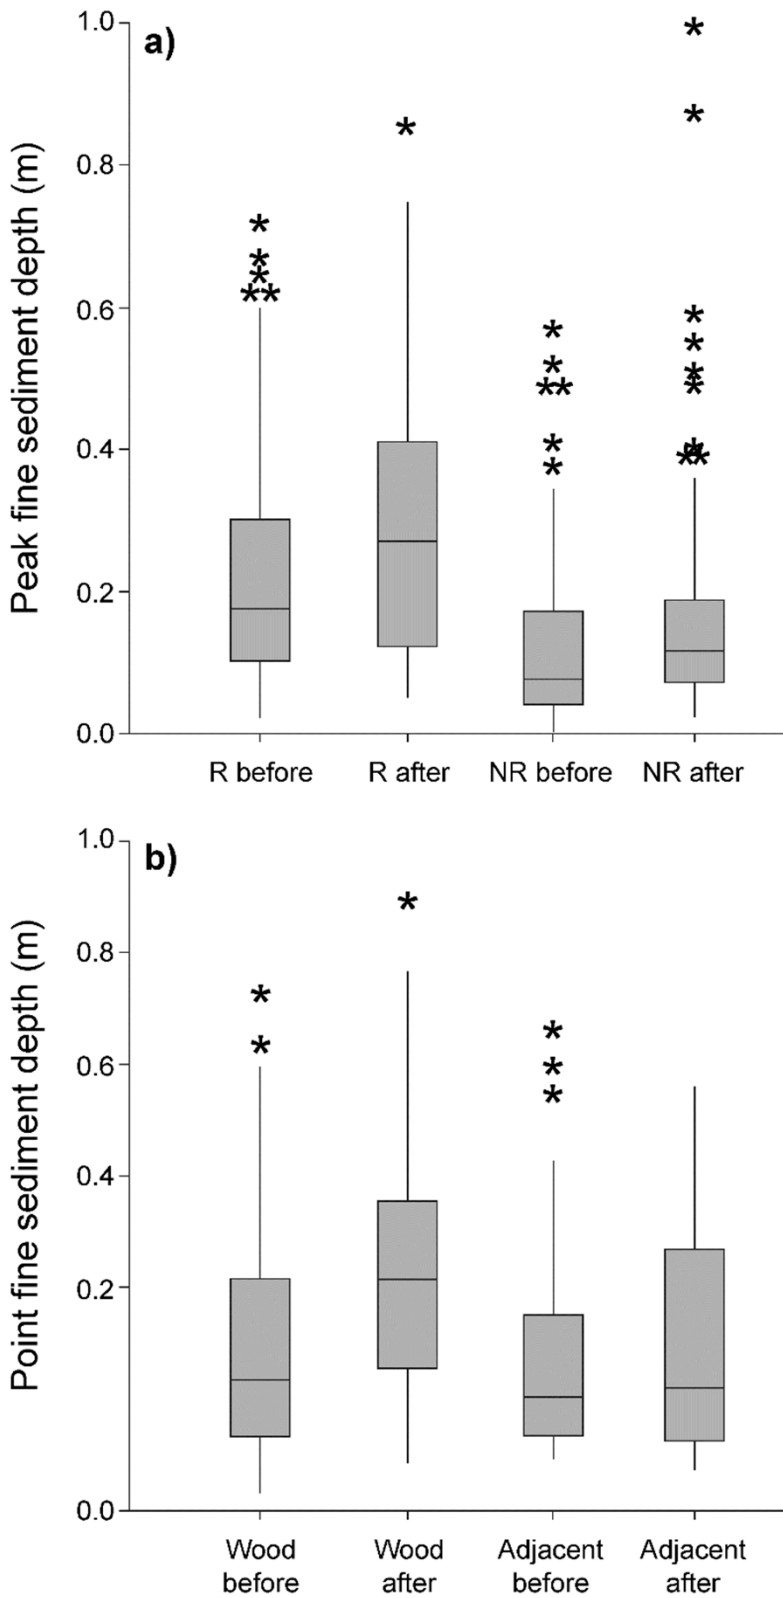 a)
Peak fine sediment depth (m)
1.0
0.8
0.6
0.4
0.2
0.0
R before R after NR before NR after
b)
Point fine sediment depth (m)
1.0
0.8
0.6
0.4
0.2
0.0
Wood before
Wood after
Adjacent before
Adjacent after